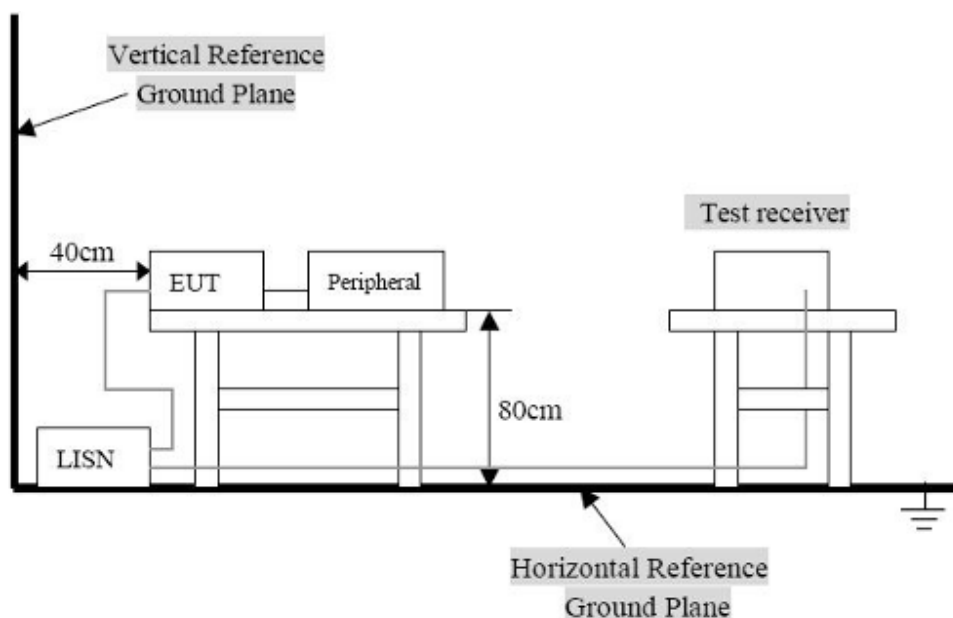 Vertical Reference
Ground Plane
Test receiver
40cm
EUT
Peripheral
80cm
LISN
Horizontal Reference
Ground Plane